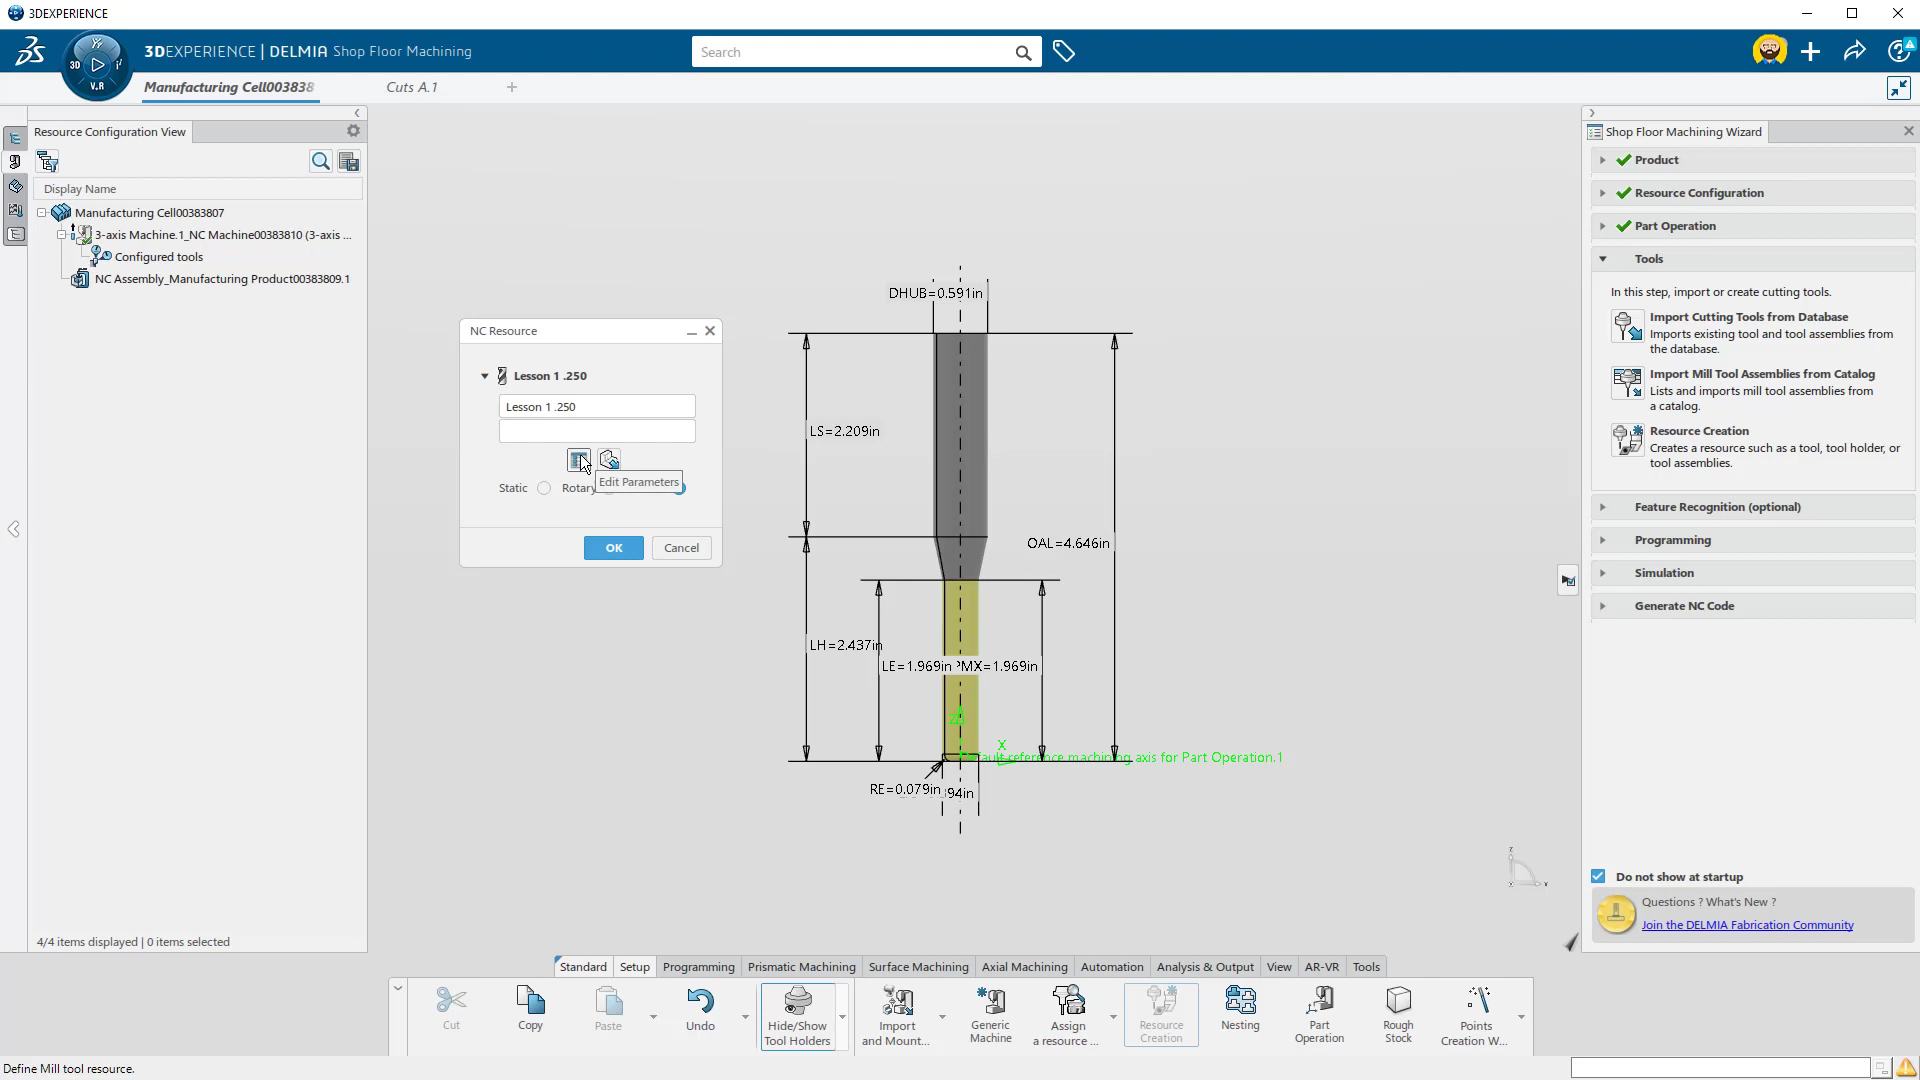 3DEXPERIENCE
3DEXPERIENCE | DELMIA Shop Floor Machining
Search
3D
V.R
Manufacturing Cell003838
Cuts A.1
Resource Configuration View
Display Name
Manufacturing Cell00383807
3-axis Machine.1_NC Machine00383810 (3-axis ...
Configured tools
NC Assembly_Manufacturing Product00383809.1
4/4 items displayed | 0 items selected
NC Resource
Lesson 1 .250
Lesson 1 .250
Edit Parameters
Static
Rotary
OK
Cancel
DHUB=0.591in
LS=2.209in
OAL=4.646in
LH=2.437in
LE=1.969in
MX=1.969in
X
Default reference machining axis for Part Operation.1
RE=0.079in
94in
Shop Floor Machining Wizard
Product
Resource Configuration
Part Operation
Tools
In this step, import or create cutting tools.
Import Cutting Tools from Database
Imports existing tool and tool assemblies from
the database.
Import Mill Tool Assemblies from Catalog
Lists and imports mill tool assemblies from
a catalog.
Resource Creation
Creates a resource such as a tool, tool holder, or
tool assemblies.
Feature Recognition (optional)
Programming
Simulation
Generate NC Code
Do not show at startup
Questions ? What's New ?
Join the DELMIA Fabrication Community
Standard
Setup
Programming
Prismatic Machining
Surface Machining
Axial Machining
Automation
Analysis & Output
View
AR-VR
Tools
Cut
Copy
Paste
Undo
Hide/Show
Tool Holders
Import
and Mount...
Generic
Machine
Assign
a resource ...
Resource
Creation
Nesting
Part
Operation
Rough
Stock
Points
Creation W...
Define Mill tool resource.